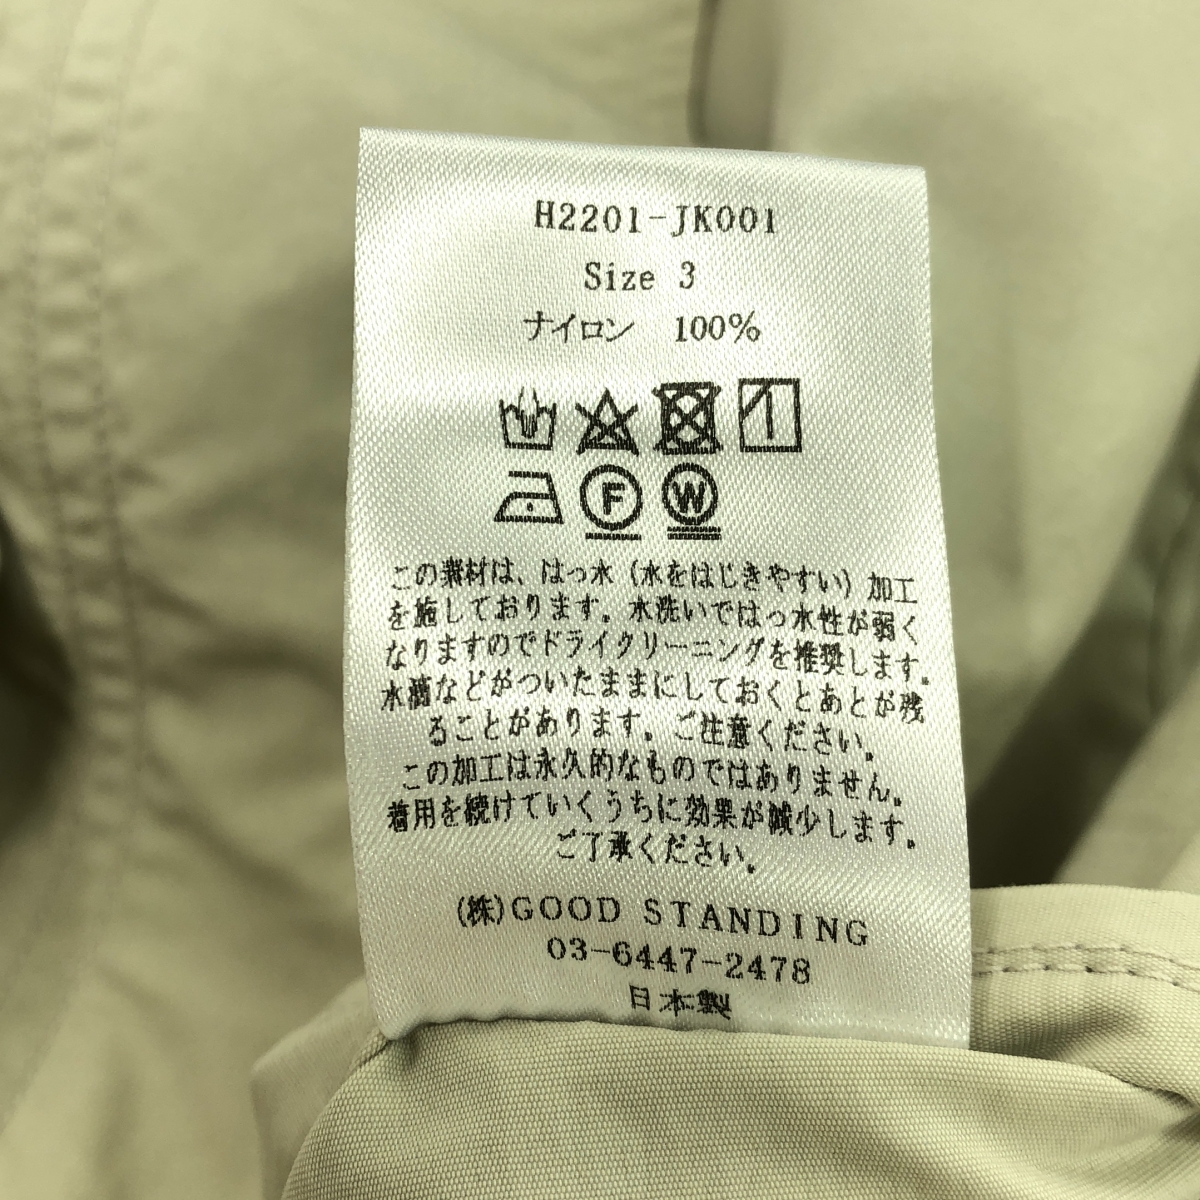 H2201-JK001
Size 3
ナイロン 100%
F W
この素材は、はっ水（水をはじきやすい）加工
を施しております。水洗いではっ水性が弱く
なりますのでドライクリーニングを推奨します。
水滴などがついたままにしておくとあとが残
ることがあります。ご注意ください。
この加工は永久的なものではありません。
着用を続けていくうちに効果が減少します。
ご了承ください。
(株)GOOD STANDING
03-6447-2478
日本製